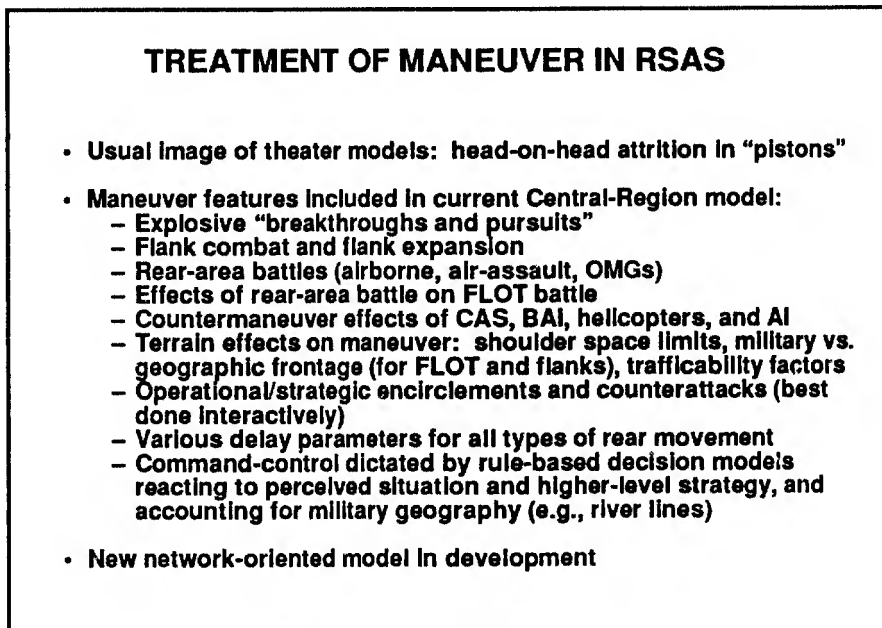 TREATMENT OF MANEUVER IN RSAS
• Usual image of theater models: head-on-head attrition in "pistons"
• Maneuver features included in current Central-Region model:
– Explosive "breakthroughs and pursuits"
– Flank combat and flank expansion
– Rear-area battles (airborne, air-assault, OMGs)
– Effects of rear-area battle on FLOT battle
– Countermaneuver effects of CAS, BAI, helicopters, and AI
– Terrain effects on maneuver: shoulder space limits, military vs.
geographic frontage (for FLOT and flanks), trafficability factors
– Operational/strategic encirclements and counterattacks (best
done interactively)
– Various delay parameters for all types of rear movement
– Command-control dictated by rule-based decision models
reacting to perceived situation and higher-level strategy, and
accounting for military geography (e.g., river lines)
• New network-oriented model in development